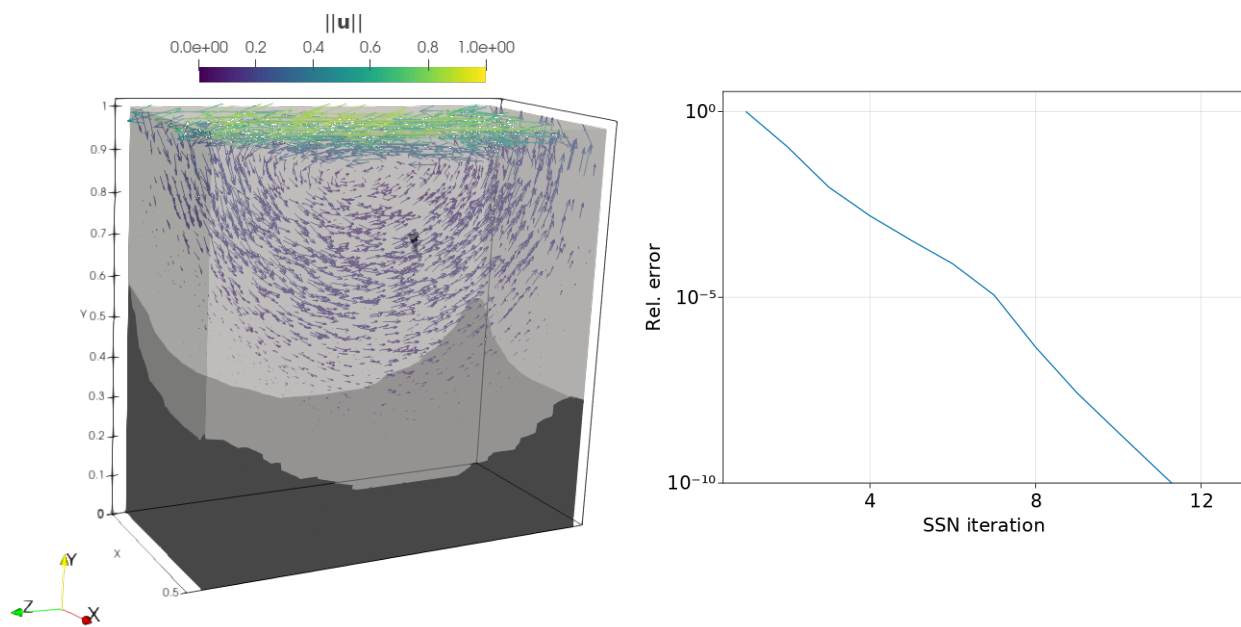 ||u||
0.0e+00 0.2 0.4 0.6 0.8 1.0e+00
1
0.9
0.8
0.7
0.6
Y 0.5
0.4
0.3
0.2
0.1
0
X
0.5
Y
Z
X
10⁰
10⁻⁵
10⁻¹⁰
Rel. error
4 8 12
SSN iteration